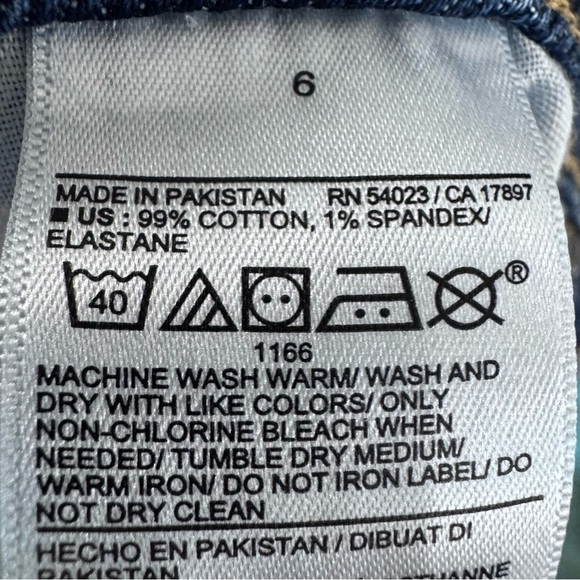 6
MADE IN PAKISTAN RN 54023 / CA 17897
US : 99% COTTON, 1% SPANDEX/
ELASTANE
40 ®
1166
MACHINE WASH WARM/ WASH AND
DRY WITH LIKE COLORS/ ONLY
NON-CHLORINE BLEACH WHEN
NEEDED/ TUMBLE DRY MEDIUM/
WARM IRON/ DO NOT IRON LABEL/ DO
NOT DRY CLEAN
HECHO EN PAKISTAN / DIBUAT DI
PAKISTAN